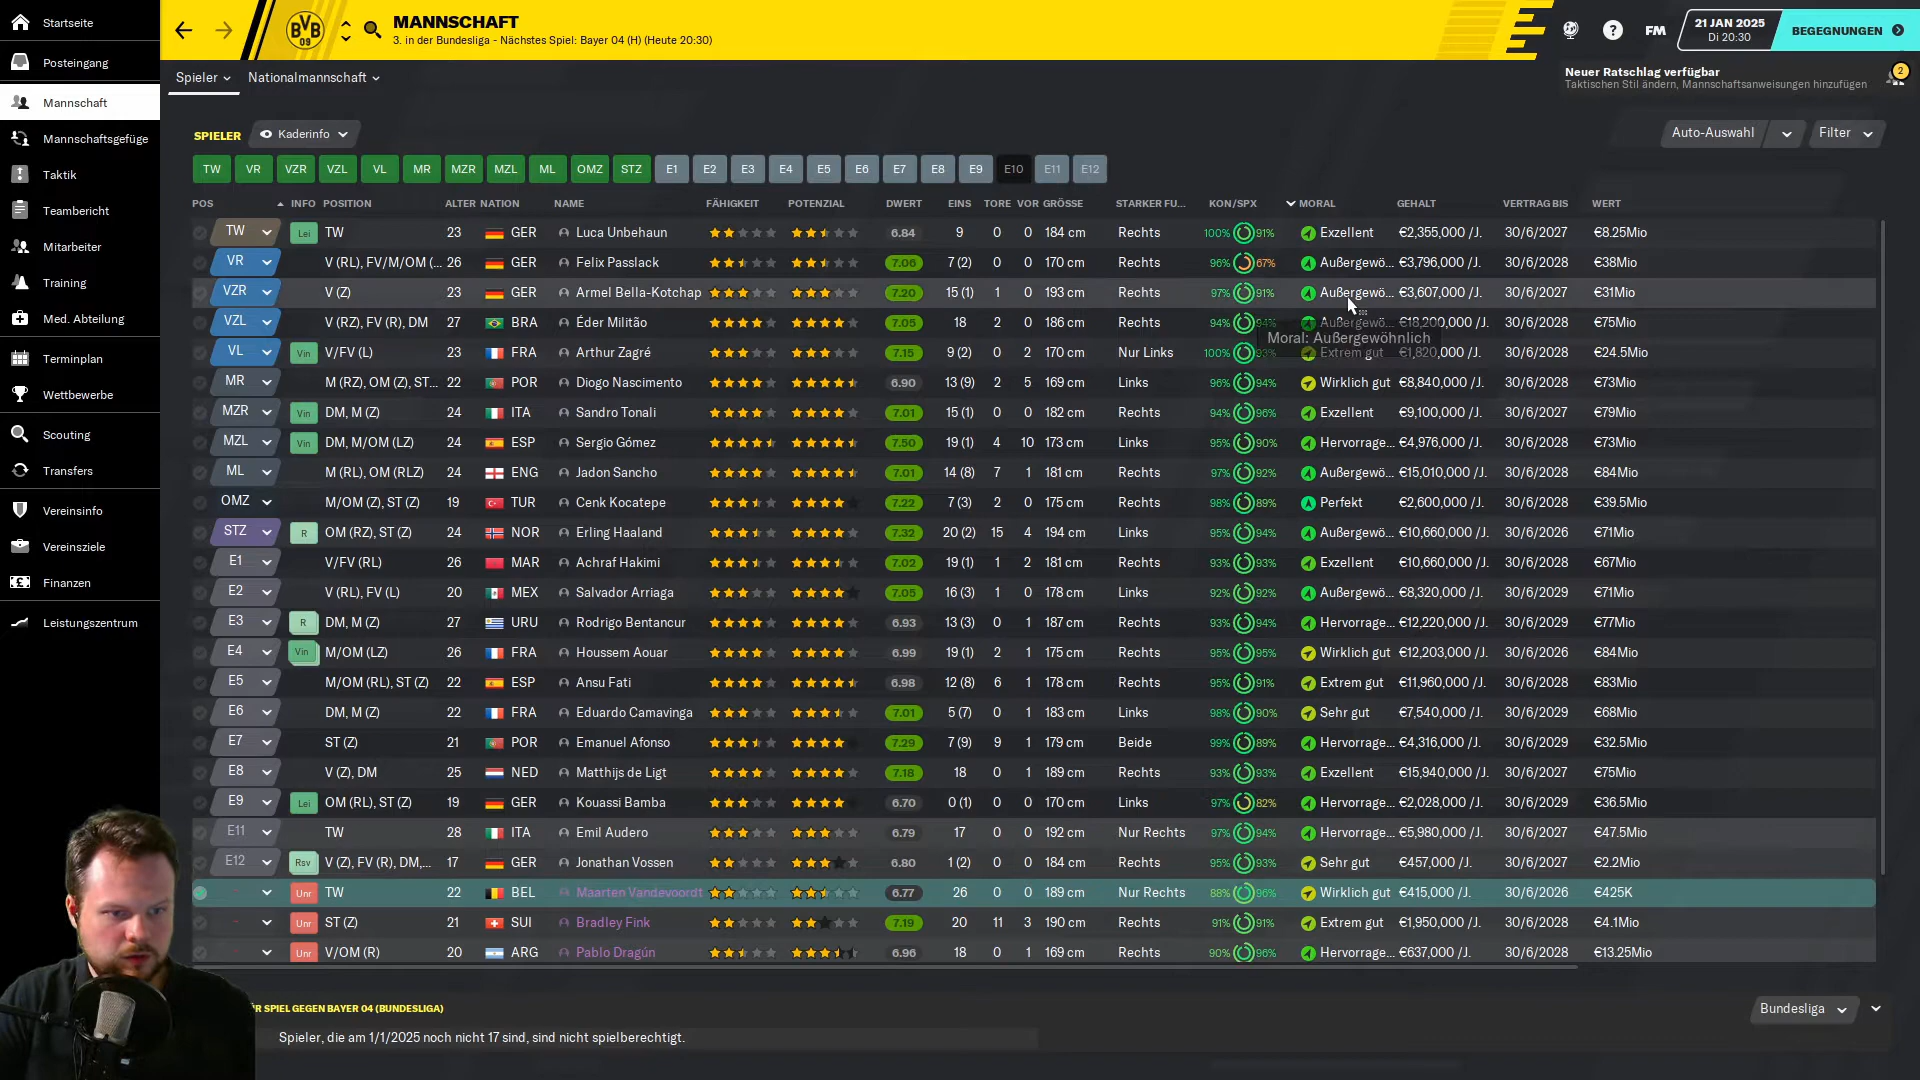 Startseite
Posteingang
Mannschaft
Mannschaftsgefüge
Taktik
Teambericht
Mitarbeiter
Training
Med. Abteilung
Terminplan
Wettbewerbe
Scouting
Transfers
Vereinsinfo
Vereinsziele
Finanzen
Leistungszentrum
BVB 09
MANNSCHAFT
3. in der Bundesliga - Nächstes Spiel: Bayer 04 (H) (Heute 20:30)
FM
21 JAN 2025
Di 20:30
BEGEGNUNGEN
Spieler Nationalmannschaft
Neuer Ratschlag verfügbar
Taktischen Stil ändern, Mannschaftsanweisungen hinzufügen
2
SPIELER Kaderinfo Auto-Auswahl Filter
TW VR VZR VZL VL MR MZR MZL ML OMZ STZ E1 E2 E3 E4 E5 E6 E7 E8 E9 E10 E11 E12
POS INFO POSITION ALTER NATION NAME FÄHIGKEIT POTENZIAL DWERT EINS TORE VOR GRÖSSE STARKER FU... KON/SPX MORAL GEHALT VERTRAG BIS WERT
TW Lei TW 23 GER Luca Unbehaun 6.84 9 0 0 184 cm Rechts 100% 91% Exzellent €2,355,000 /J. 30/6/2027 €8.25Mio
VR V (RL), FV/M/OM (... 26 GER Felix Passlack 7.06 7 (2) 0 0 170 cm Rechts 96% 67% Außergewö... €3,796,000 /J. 30/6/2028 €38Mio
VZR V (Z) 23 GER Armel Bella-Kotchap 7.20 15 (1) 1 0 193 cm Rechts 97% 91% Außergewö... €3,607,000 /J. 30/6/2027 €31Mio
VZL V (RZ), FV (R), DM 27 BRA Éder Militão 7.05 18 2 0 186 cm Rechts 94% 94% Außergewö... €18,200,000 /J. 30/6/2028 €75Mio
Moral: Außergewöhnlich
VL Vin V/FV (L) 23 FRA Arthur Zagré 7.15 9 (2) 0 2 170 cm Nur Links 100% 93% Extrem gut €1,820,000 /J. 30/6/2028 €24.5Mio
MR M (RZ), OM (Z), ST... 22 POR Diogo Nascimento 6.90 13 (9) 2 5 169 cm Links 96% 94% Wirklich gut €8,840,000 /J. 30/6/2028 €73Mio
MZR Vin DM, M (Z) 24 ITA Sandro Tonali 7.01 15 (1) 0 0 182 cm Rechts 94% 96% Exzellent €9,100,000 /J. 30/6/2027 €79Mio
MZL Vin DM, M/OM (LZ) 24 ESP Sergio Gómez 7.50 19 (1) 4 10 173 cm Links 95% 90% Hervorrage... €4,976,000 /J. 30/6/2028 €73Mio
ML M (RL), OM (RLZ) 24 ENG Jadon Sancho 7.01 14 (8) 7 1 181 cm Rechts 97% 92% Außergewö... €15,010,000 /J. 30/6/2027 €84Mio
OMZ M/OM (Z), ST (Z) 19 TUR Cenk Kocatepe 7.22 7 (3) 2 0 175 cm Rechts 98% 89% Perfekt €2,600,000 /J. 30/6/2028 €39.5Mio
STZ R OM (RZ), ST (Z) 24 NOR Erling Haaland 7.32 20 (2) 15 4 194 cm Links 95% 94% Außergewö... €10,660,000 /J. 30/6/2026 €71Mio
E1 V/FV (RL) 26 MAR Achraf Hakimi 7.02 19 (1) 1 2 181 cm Rechts 93% 93% Exzellent €10,660,000 /J. 30/6/2028 €67Mio
E2 V (RL), FV (L) 20 MEX Salvador Arriaga 7.05 16 (3) 1 0 178 cm Links 92% 92% Außergewö... €8,320,000 /J. 30/6/2029 €71Mio
E3 R DM, M (Z) 27 URU Rodrigo Bentancur 6.93 13 (3) 1 0 187 cm Rechts 93% 94% Hervorrage... €12,220,000 /J. 30/6/2029 €77Mio
E4 Vin M/OM (LZ) 26 FRA Houssem Aouar 6.99 19 (1) 2 1 175 cm Rechts 95% 95% Wirklich gut €12,203,000 /J. 30/6/2026 €84Mio
E5 M/OM (RL), ST (Z) 22 ESP Ansu Fati 6.98 12 (8) 6 1 178 cm Rechts 95% 91% Extrem gut €11,960,000 /J. 30/6/2028 €83Mio
E6 DM, M (Z) 22 FRA Eduardo Camavinga 7.01 5 (7) 0 1 183 cm Links 98% 90% Sehr gut €7,540,000 /J. 30/6/2029 €68Mio
E7 ST (Z) 21 POR Emanuel Afonso 7.29 7 (9) 9 1 179 cm Beide 99% 89% Hervorrage... €4,316,000 /J. 30/6/2029 €32.5Mio
E8 V (Z), DM 25 NED Matthijs de Ligt 7.18 18 0 1 189 cm Rechts 93% 93% Exzellent €15,940,000 /J. 30/6/2027 €75Mio
E9 Lei OM (RL), ST (Z) 19 GER Kouassi Bamba 6.70 0 (1) 0 0 170 cm Links 97% 82% Hervorrage... €2,028,000 /J. 30/6/2029 €36.5Mio
E11 TW 28 ITA Emil Audero 6.79 17 0 0 192 cm Nur Rechts 97% 94% Hervorrage... €5,980,000 /J. 30/6/2027 €47.5Mio
E12 Rsv V (Z), FV (R), DM,... 17 GER Jonathan Vossen 6.80 1 (2) 0 0 184 cm Rechts 95% 93% Sehr gut €457,000 /J. 30/6/2027 €2.2Mio
- Unr TW 22 BEL Maarten Vandevoordt 6.77 26 0 0 189 cm Nur Rechts 88% 96% Wirklich gut €415,000 /J. 30/6/2026 €425K
- Unr ST (Z) 21 SUI Bradley Fink 7.19 20 11 3 190 cm Rechts 91% 91% Extrem gut €1,950,000 /J. 30/6/2028 €4.1Mio
- Unr V/OM (R) 20 ARG Pablo Dragún 6.96 18 0 1 169 cm Rechts 90% 96% Hervorrage... €637,000 /J. 30/6/2027 €13.25Mio
R SPIEL GEGEN BAYER 04 (BUNDESLIGA) Bundesliga
Spieler, die am 1/1/2025 noch nicht 17 sind, sind nicht spielberechtigt.